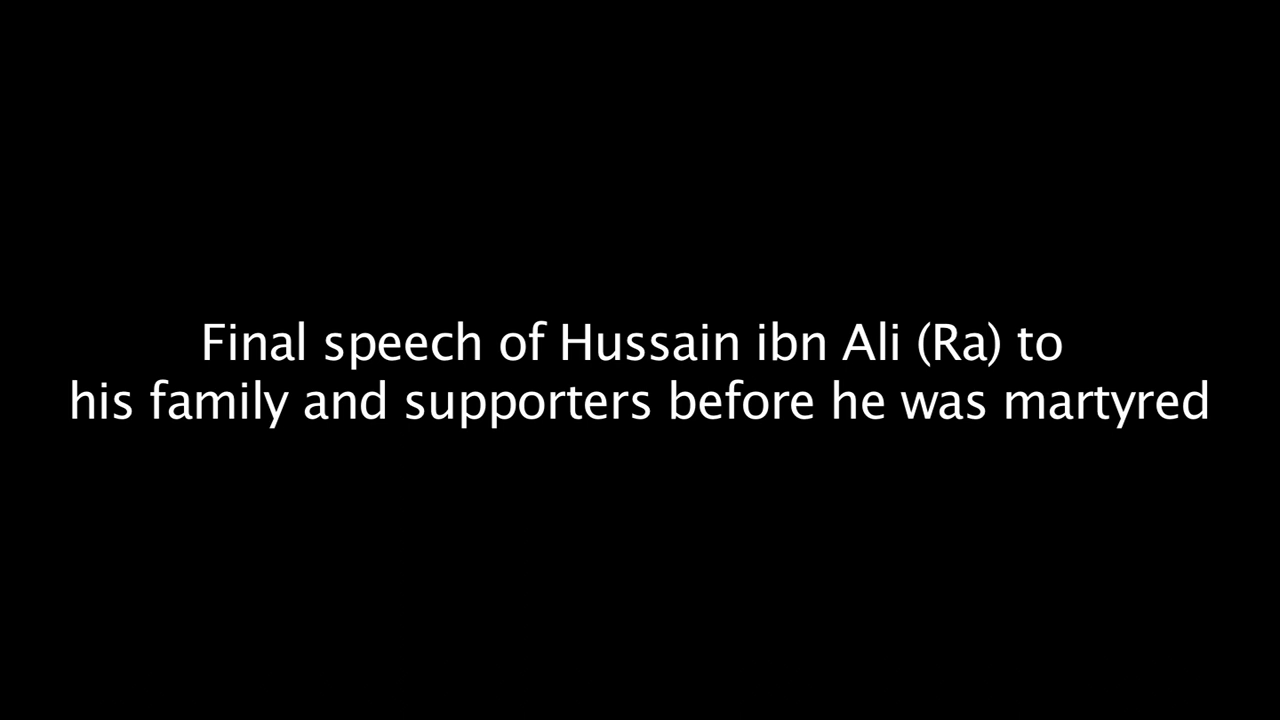 Final speech of Hussain ibn Ali (Ra) to
his family and supporters before he was martyred